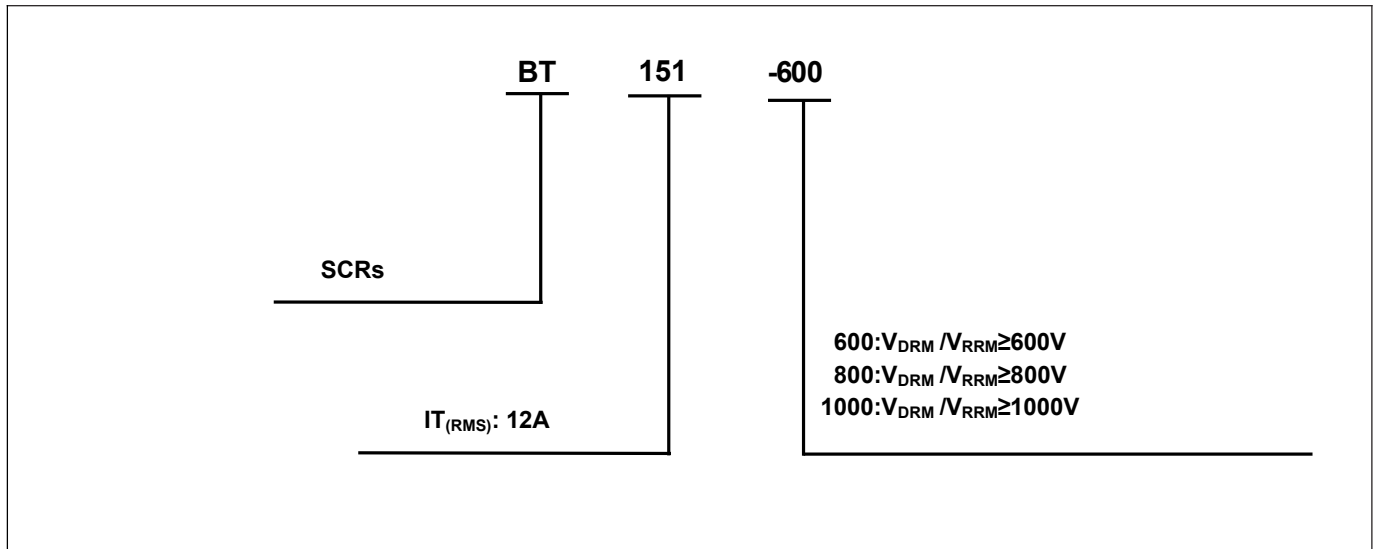 BT 151 -600
SCRs
600:VDRM /VRRM≥600V
800:VDRM /VRRM≥800V
1000:VDRM /VRRM≥1000V
IT(RMS): 12A